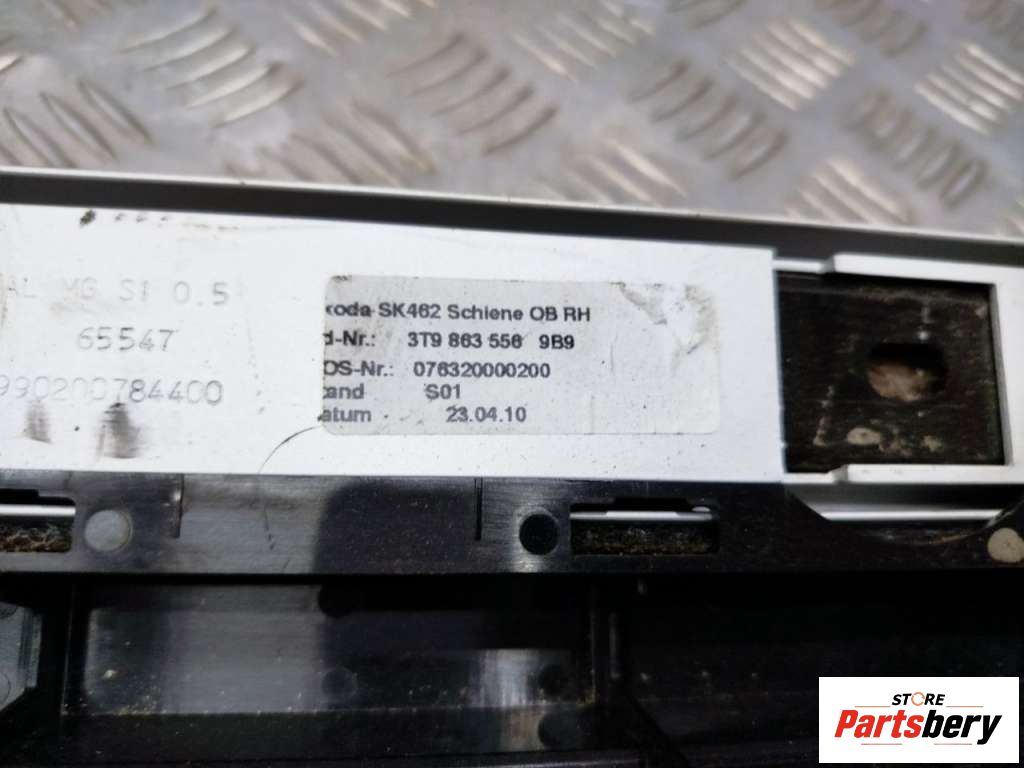 AL MG SI 0.5
65547
990200784400
koda SK462 Schiene OB RH
d-Nr.: 3T9 863 556 9B9
OS-Nr.: 076320000200
tand S01
atum 23.04.10
STORE
Partsbery